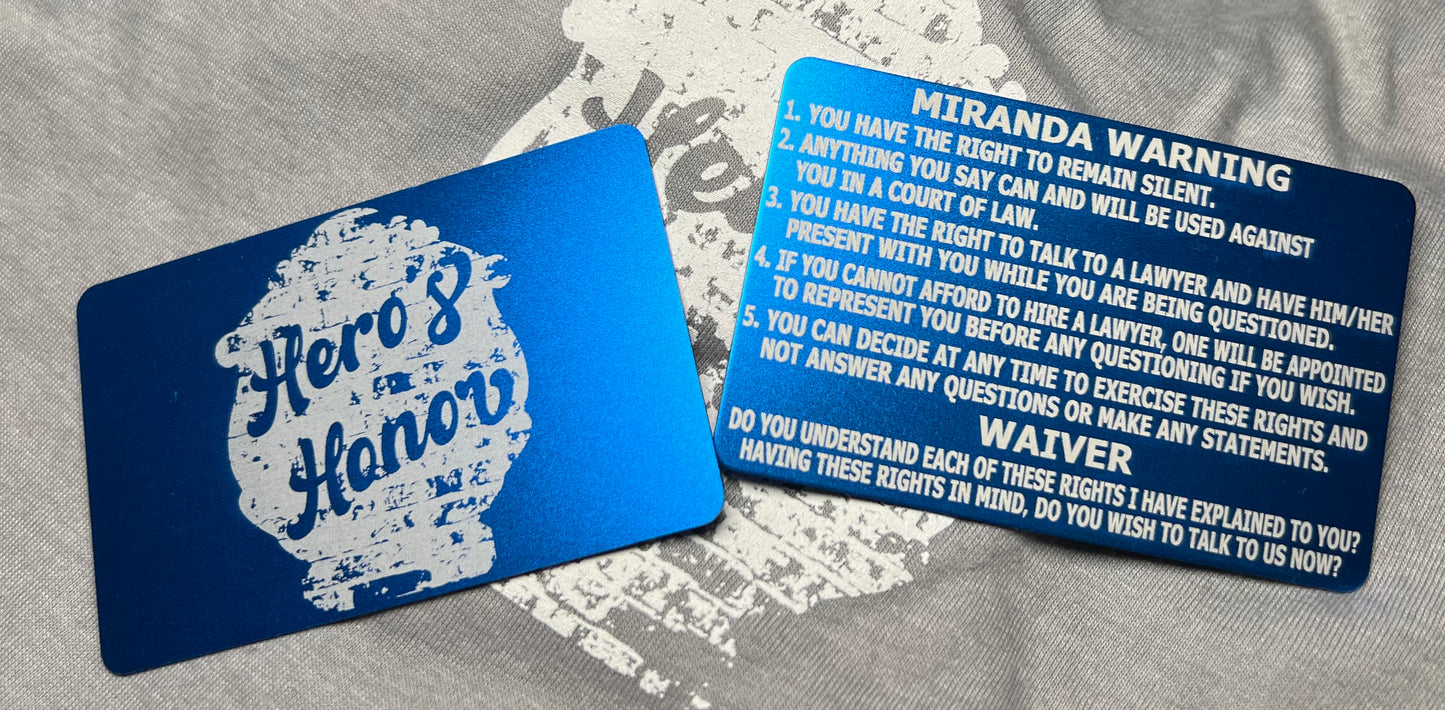 Hero's
Honor
He
MIRANDA WARNING
1. YOU HAVE THE RIGHT TO REMAIN SILENT.
2. ANYTHING YOU SAY CAN AND WILL BE USED AGAINST
YOU IN A COURT OF LAW.
3. YOU HAVE THE RIGHT TO TALK TO A LAWYER AND HAVE HIM/HER
PRESENT WITH YOU WHILE YOU ARE BEING QUESTIONED.
4. IF YOU CANNOT AFFORD TO HIRE A LAWYER, ONE WILL BE APPOINTED
TO REPRESENT YOU BEFORE ANY QUESTIONING IF YOU WISH.
5. YOU CAN DECIDE AT ANY TIME TO EXERCISE THESE RIGHTS AND
NOT ANSWER ANY QUESTIONS OR MAKE ANY STATEMENTS.
WAIVER
DO YOU UNDERSTAND EACH OF THESE RIGHTS I HAVE EXPLAINED TO YOU?
HAVING THESE RIGHTS IN MIND, DO YOU WISH TO TALK TO US NOW?